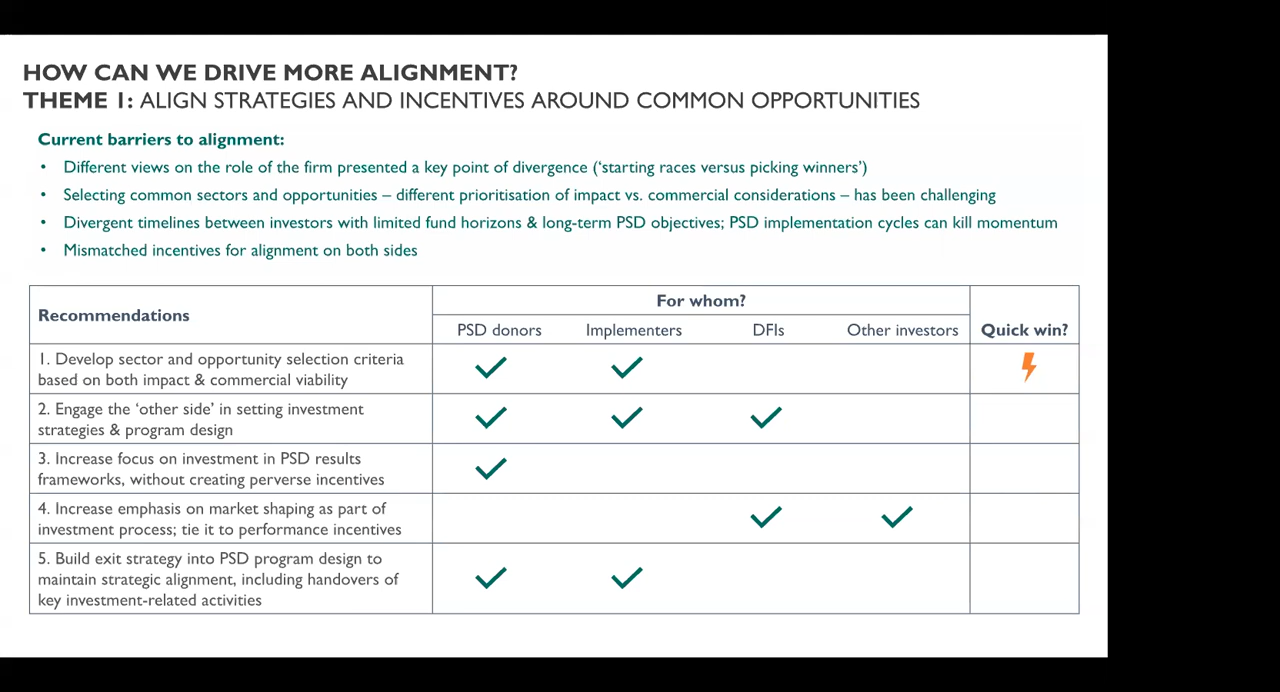 HOW CAN WE DRIVE MORE ALIGNMENT?
THEME 1: ALIGN STRATEGIES AND INCENTIVES AROUND COMMON OPPORTUNITIES
Current barriers to alignment:
• Different views on the role of the firm presented a key point of divergence (‘starting races versus picking winners’)
• Selecting common sectors and opportunities – different prioritisation of impact vs. commercial considerations – has been challenging
• Divergent timelines between investors with limited fund horizons & long-term PSD objectives; PSD implementation cycles can kill momentum
• Mismatched incentives for alignment on both sides
Recommendations
For whom?
PSD donors Implementers DFIs Other investors Quick win?
1. Develop sector and opportunity selection criteria
based on both impact & commercial viability
2. Engage the ‘other side’ in setting investment
strategies & program design
3. Increase focus on investment in PSD results
frameworks, without creating perverse incentives
4. Increase emphasis on market shaping as part of
investment process; tie it to performance incentives
5. Build exit strategy into PSD program design to
maintain strategic alignment, including handovers of
key investment-related activities